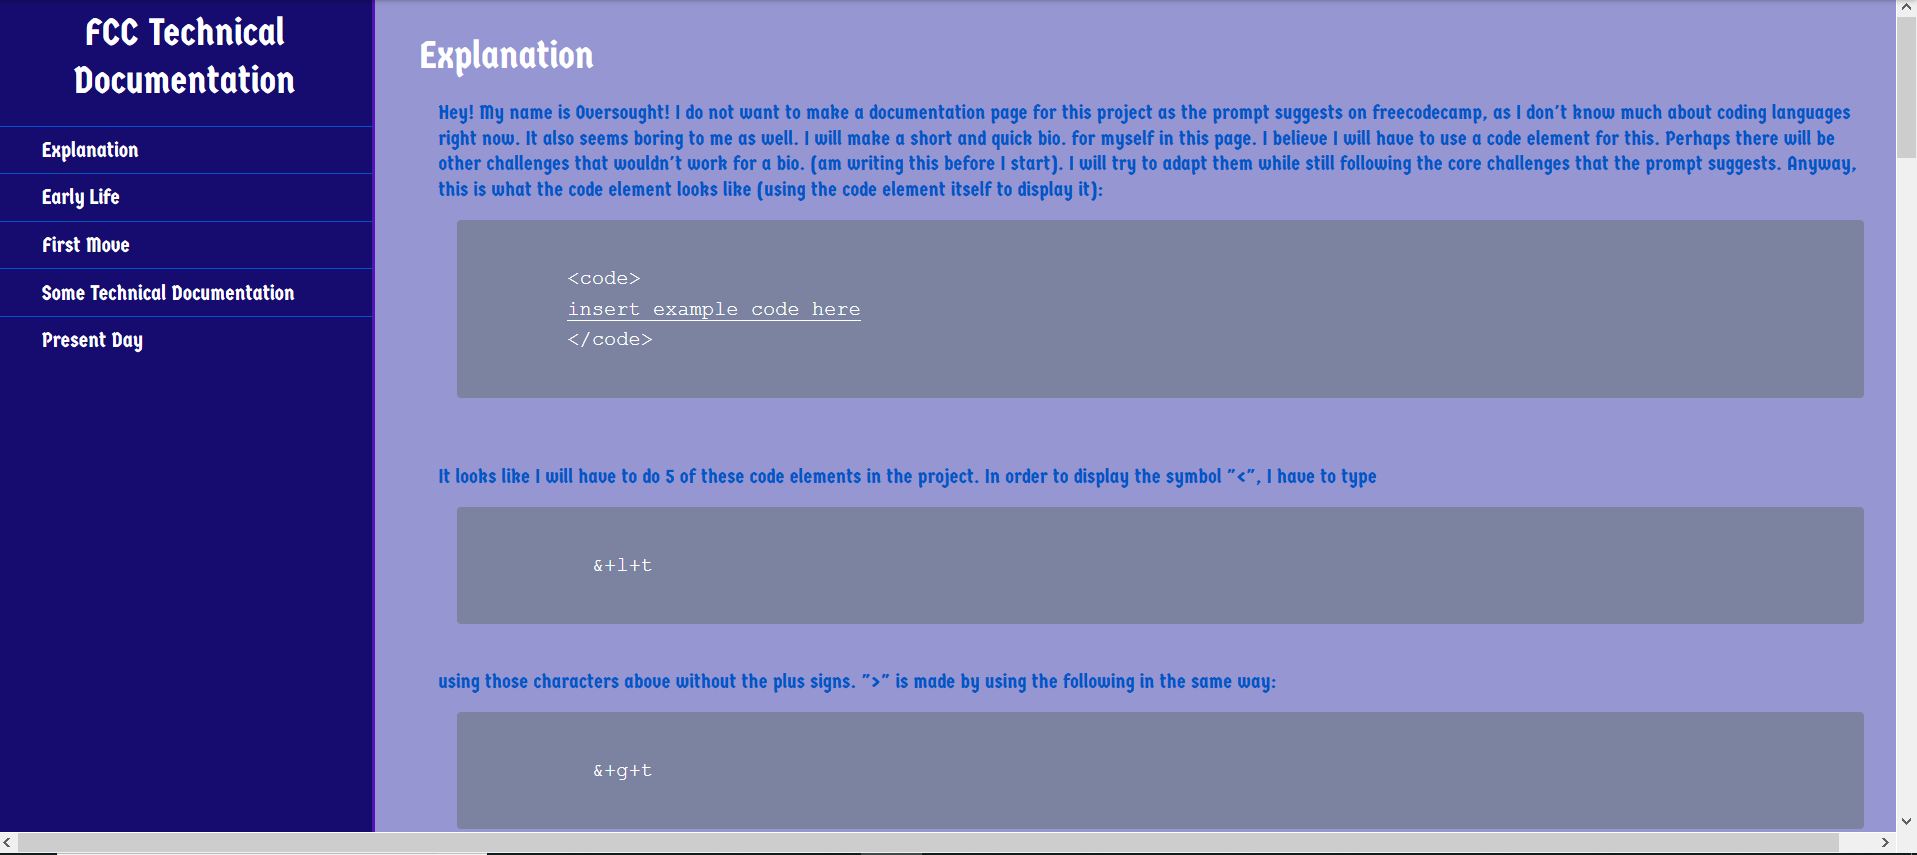 FCC Technical
Documentation
Explanation
Early Life
First Move
Some Technical Documentation
Present Day
Explanation
Hey! My name is Oversought! I do not want to make a documentation page for this project as the prompt suggests on freecodecamp, as I don't know much about coding languages
right now. It also seems boring to me as well. I will make a short and quick bio. for myself in this page. I believe I will have to use a code element for this. Perhaps there will be
other challenges that wouldn't work for a bio. (am writing this before I start). I will try to adapt them while still following the core challenges that the prompt suggests. Anyway,
this is what the code element looks like (using the code element itself to display it):
<code>
insert example code here
</code>
It looks like I will have to do 5 of these code elements in the project. In order to display the symbol "<", I have to type
&+l+t
using those characters above without the plus signs. ">" is made by using the following in the same way:
&+g+t